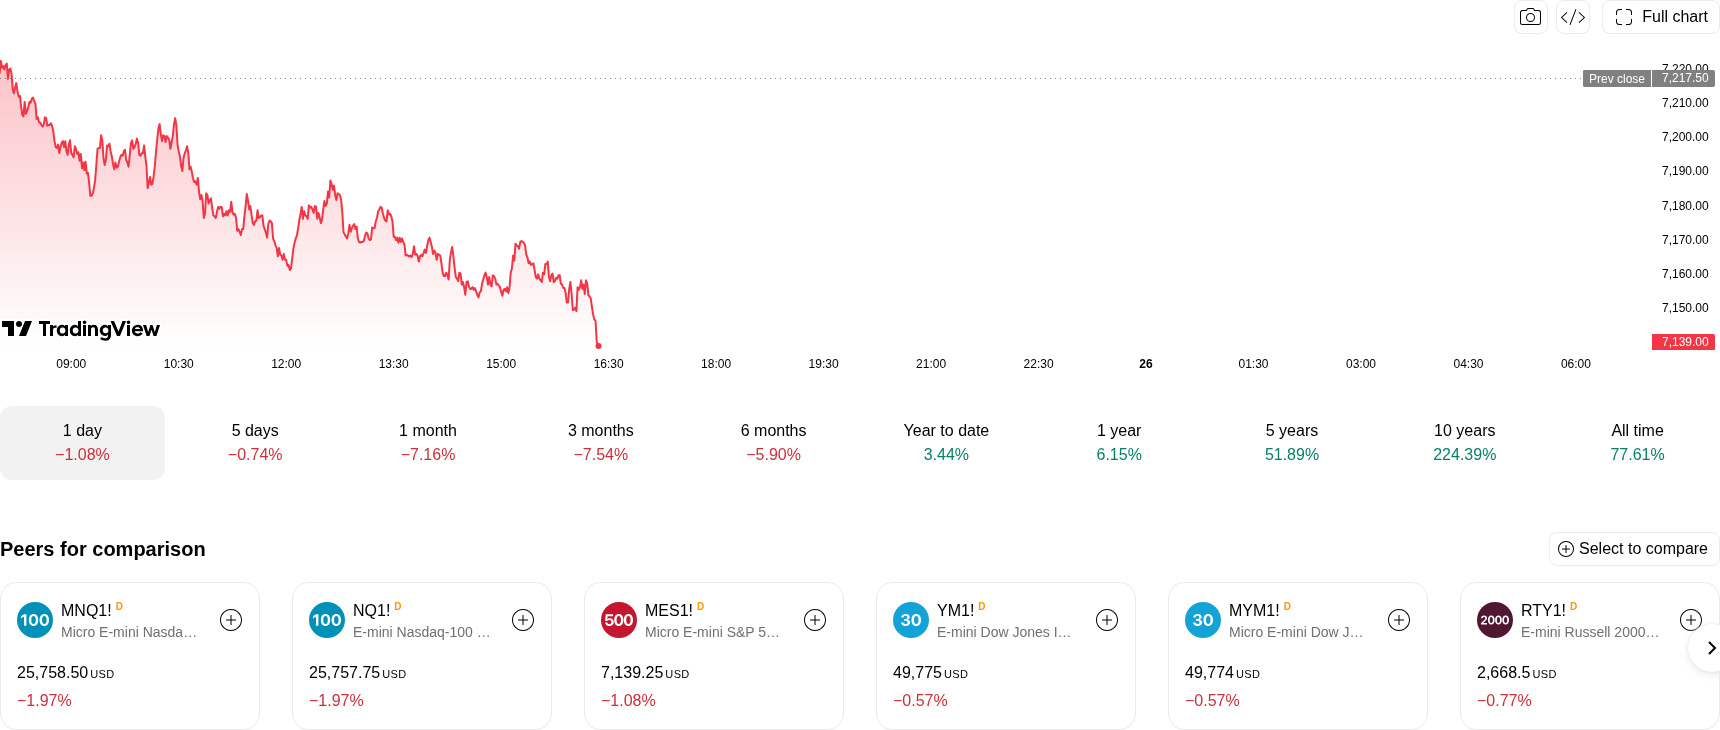 Full chart
7,220.00
Prev close 7,217.50
7,210.00
7,200.00
7,190.00
7,180.00
7,170.00
7,160.00
7,150.00
7,139.00
TradingView
09:00 10:30 12:00 13:30 15:00 16:30 18:00 19:30 21:00 22:30 26 01:30 03:00 04:30 06:00
1 day 5 days 1 month 3 months 6 months Year to date 1 year 5 years 10 years All time
−1.08% −0.74% −7.16% −7.54% −5.90% 3.44% 6.15% 51.89% 224.39% 77.61%
Peers for comparison
Select to compare
100 MNQ1! D
Micro E-mini Nasda…
25,758.50 USD
−1.97%
100 NQ1! D
E-mini Nasdaq-100 …
25,757.75 USD
−1.97%
500 MES1! D
Micro E-mini S&P 5…
7,139.25 USD
−1.08%
30 YM1! D
E-mini Dow Jones I…
49,775 USD
−0.57%
30 MYM1! D
Micro E-mini Dow J…
49,774 USD
−0.57%
2000 RTY1! D
E-mini Russell 2000…
2,668.5 USD
−0.77%